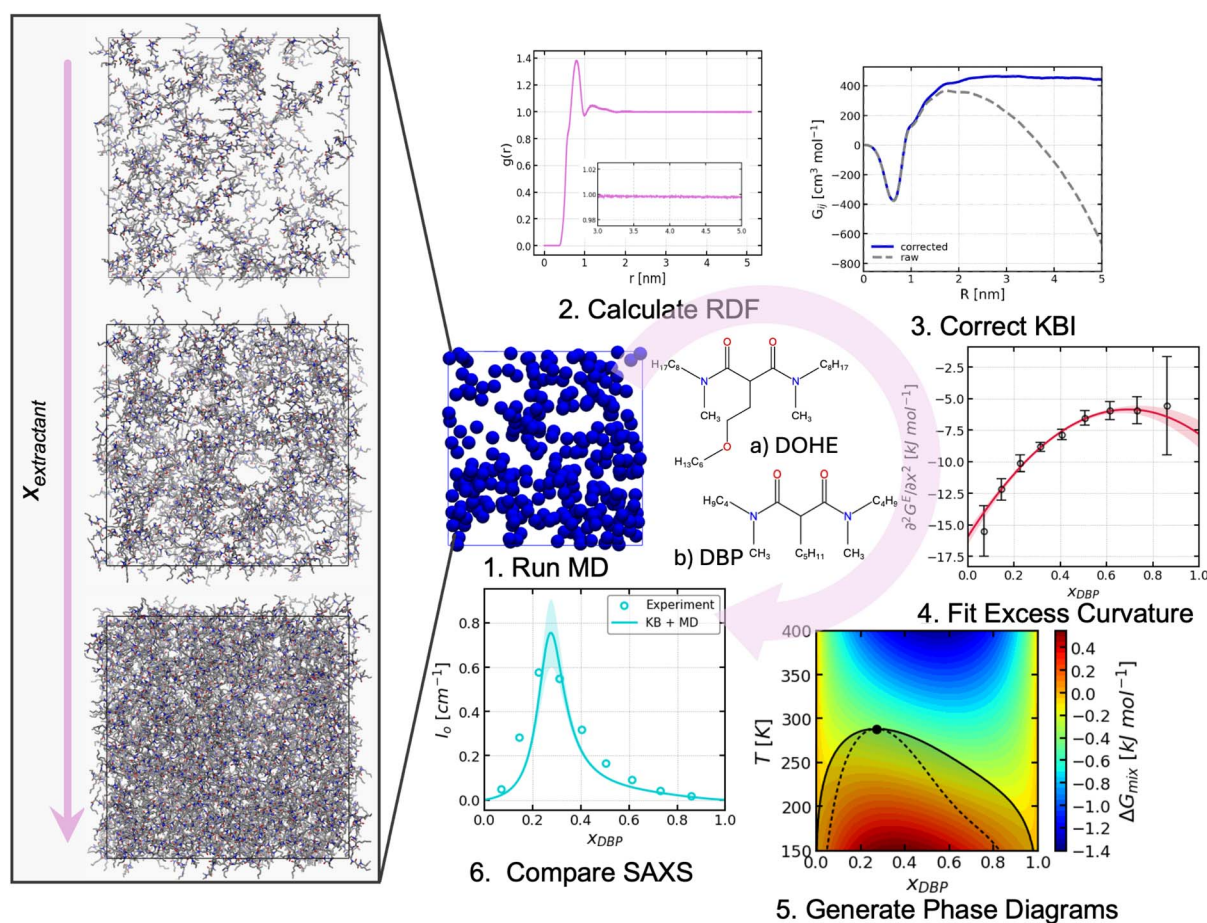 x_extractant
1.4
1.2
1.0
0.8
0.6
0.4
0.2
0.0
g(r)
1.02
1.00
0.98
3.0 3.5 4.0 4.5 5.0
0 1 2 3 4 5
r [nm]
2. Calculate RDF
400
200
0
−200
−400
−600
−800
G_ij [cm³ mol⁻¹]
corrected
raw
0 1 2 3 4 5
R [nm]
3. Correct KBI
1. Run MD
O O
H₁₇C₈ N N C₈H₁₇
CH₃ CH₃
O
H₁₃C₆
a) DOHE
O O
H₉C₄ N N C₄H₉
CH₃ C₅H₁₁ CH₃
b) DBP
∂²G^E/∂x² [kJ mol⁻¹]
−2.5
−5.0
−7.5
−10.0
−12.5
−15.0
−17.5
0.0 0.2 0.4 0.6 0.8 1.0
x_DBP
4. Fit Excess Curvature
I_o [cm⁻¹]
0.8
0.6
0.4
0.2
0.0
Experiment
KB + MD
0.0 0.2 0.4 0.6 0.8 1.0
x_DBP
6. Compare SAXS
T [K]
400
350
300
250
200
150
0.0 0.2 0.4 0.6 0.8 1.0
x_DBP
0.4
0.2
0.0
−0.2
−0.4
−0.6
−0.8
−1.0
−1.2
−1.4
ΔG_mix [kJ mol⁻¹]
5. Generate Phase Diagrams